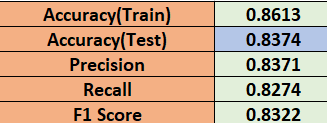 Accuracy(Train) 0.8613
Accuracy(Test) 0.8374
Precision 0.8371
Recall 0.8274
F1 Score 0.8322